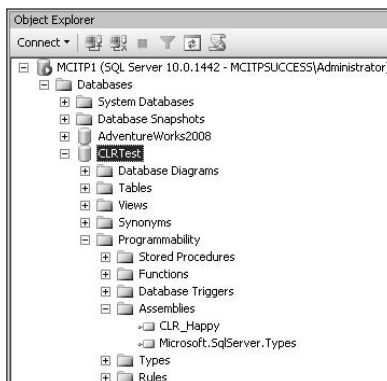 Object Explorer
Connect
MCITP1 (SQL Server 10.0.1442 - MCITPSUCCESS\Administrator)
Databases
System Databases
Database Snapshots
AdventureWorks2008
CLRTest
Database Diagrams
Tables
Views
Synonyms
Programmability
Stored Procedures
Functions
Database Triggers
Assemblies
CLR_Happy
Microsoft.SqlServer.Types
Types
Rules